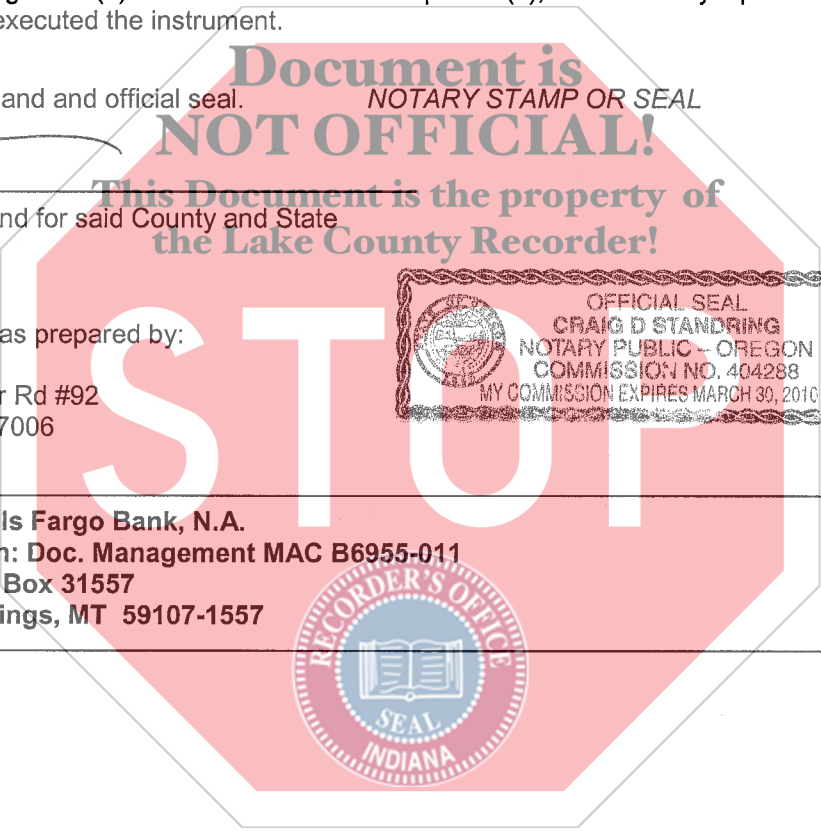 executed the instrument.
Document is
and and official seal.
NOTARY STAMP OR SEAL
NOT OFFICIAL!
This Document is the property of
nd for said County and State
the Lake County Recorder!
OFFICIAL SEAL
CRAIG D STANDRING
NOTARY PUBLIC – OREGON
COMMISSION NO. 404288
MY COMMISSION EXPIRES MARCH 30, 2010
as prepared by:
r Rd #92
7006
STOP
ls Fargo Bank, N.A.
n: Doc. Management MAC B6955-011
Box 31557
ings, MT 59107-1557
RECORDER'S OFFICE
SEAL
INDIANA